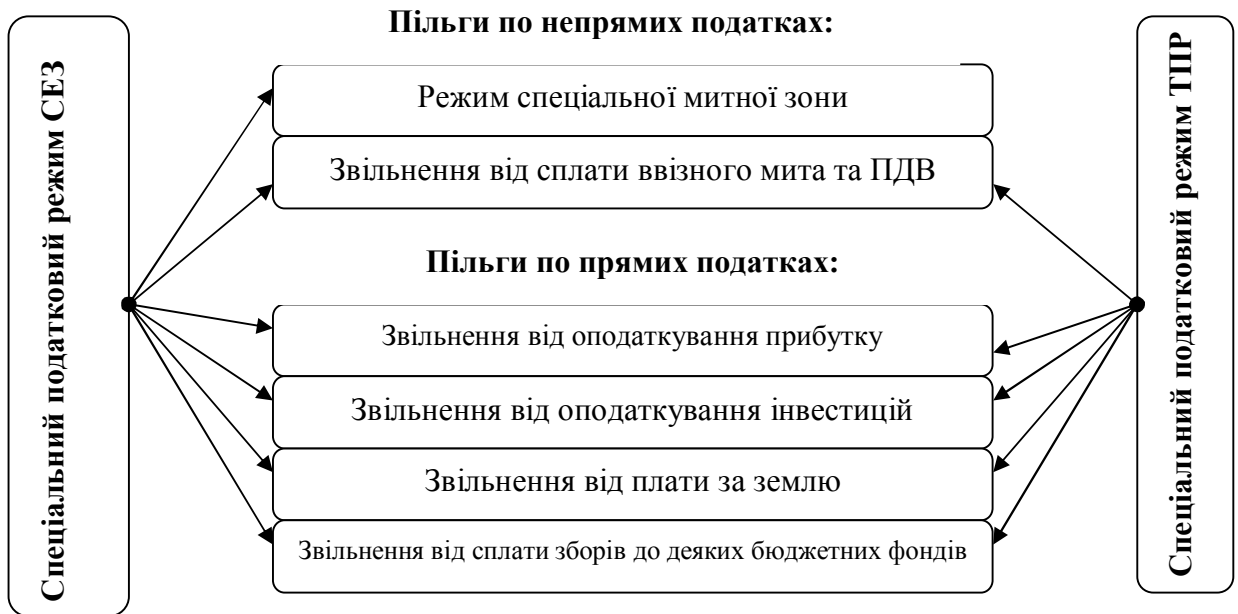 Пільги по непрямих податках:
Спеціальний податковий режим СЕЗ
Режим спеціальної митної зони
Звільнення від сплати ввізного мита та ПДВ
Пільги по прямих податках:
Звільнення від оподаткування прибутку
Звільнення від оподаткування інвестицій
Звільнення від плати за землю
Звільнення від сплати зборів до деяких бюджетних фондів
Спеціальний податковий режим ТПР